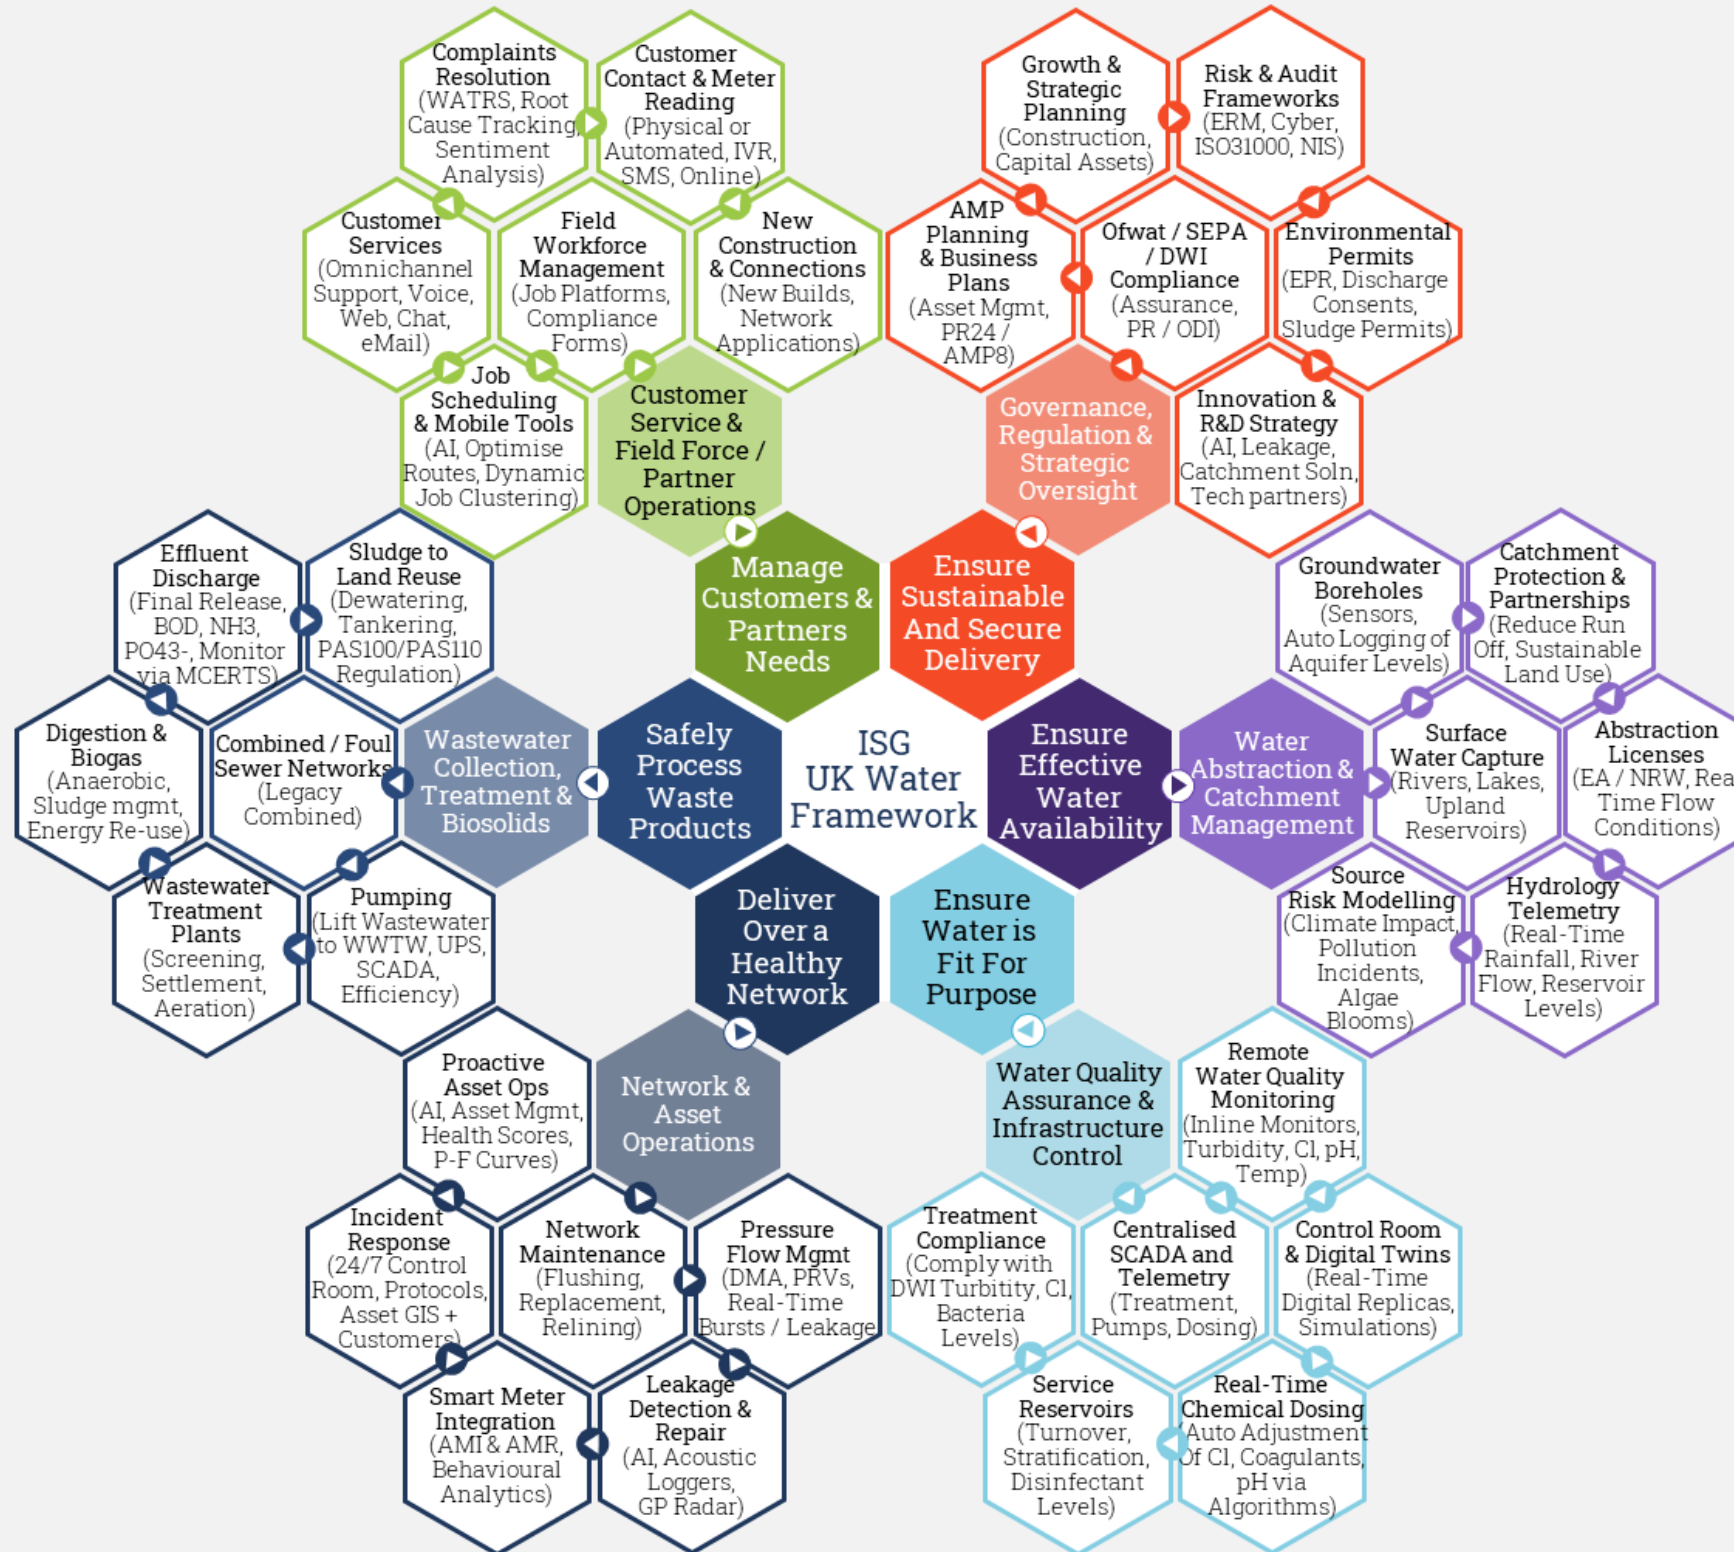 Complaints
Resolution
(WATRS, Root
Cause Tracking,
Sentiment
Analysis)
Customer
Contact & Meter
Reading
(Physical or
Automated, IVR,
SMS, Online)
Growth &
Strategic
Planning
(Construction,
Capital Assets)
Risk & Audit
Frameworks
(ERM, Cyber,
ISO31000, NIS)
Customer
Services
(Omnichannel
Support, Voice,
Web, Chat,
eMail)
Field
Workforce
Management
(Job Platforms,
Compliance
Forms)
New
Construction
& Connections
(New Builds,
Network
Applications)
AMP
Planning
& Business
Plans
(Asset Mgmt,
PR24 /
AMP8)
Ofwat / SEPA
/ DWI
Compliance
(Assurance,
PR / ODI)
Environmental
Permits
(EPR, Discharge
Consents,
Sludge Permits)
Job
Scheduling
& Mobile Tools
(AI, Optimise
Routes, Dynamic
Job Clustering)
Customer
Service &
Field Force /
Partner
Operations
Governance,
Regulation &
Strategic
Oversight
Innovation &
R&D Strategy
(AI, Leakage,
Catchment Soln,
Tech partners)
Effluent
Discharge
(Final Release,
BOD, NH3,
PO43-, Monitor
via MCERTS)
Sludge to
Land Reuse
(Dewatering,
Tankering,
PAS100/PAS110
Regulation)
Manage
Customers &
Partners
Needs
Ensure
Sustainable
And Secure
Delivery
Groundwater
Boreholes
(Sensors,
Auto Logging of
Aquifer Levels)
Catchment
Protection &
Partnerships
(Reduce Run
Off, Sustainable
Land Use)
Digestion &
Biogas
(Anaerobic,
Sludge mgmt,
Energy Re-use)
Combined / Foul
Sewer Networks
(Legacy
Combined)
Wastewater
Collection,
Treatment &
Biosolids
Safely
Process
Waste
Products
ISG
UK Water
Framework
Ensure
Effective
Water
Availability
Water
Abstraction &
Catchment
Management
Surface
Water Capture
(Rivers, Lakes,
Upland
Reservoirs)
Abstraction
Licenses
(EA / NRW, Rea
Time Flow
Conditions)
Wastewater
Treatment
Plants
(Screening,
Settlement,
Aeration)
Pumping
(Lift Wastewater
to WWTW, UPS,
SCADA,
Efficiency)
Deliver
Over a
Healthy
Network
Ensure
Water is
Fit For
Purpose
Source
Risk Modelling
(Climate Impact,
Pollution
Incidents,
Algae
Blooms)
Hydrology
Telemetry
(Real-Time
Rainfall, River
Flow, Reservoir
Levels)
Proactive
Asset Ops
(AI, Asset Mgmt,
Health Scores,
P-F Curves)
Network &
Asset
Operations
Water Quality
Assurance &
Infrastructure
Control
Remote
Water Quality
Monitoring
(Inline Monitors,
Turbidity, Cl, pH,
Temp)
Incident
Response
(24/7 Control
Room, Protocols,
Asset GIS +
Customers)
Network
Maintenance
(Flushing,
Replacement,
Relining)
Pressure
Flow Mgmt
(DMA, PRVs,
Real-Time
Bursts / Leakage
Treatment
Compliance
(Comply with
DWI Turbitity, Cl,
Bacteria
Levels)
Centralised
SCADA and
Telemetry
(Treatment,
Pumps, Dosing)
Control Room
& Digital Twins
(Real-Time
Digital Replicas,
Simulations)
Smart Meter
Integration
(AMI & AMR,
Behavioural
Analytics)
Leakage
Detection &
Repair
(AI, Acoustic
Loggers,
GP Radar)
Service
Reservoirs
(Turnover,
Stratification,
Disinfectant
Levels)
Real-Time
Chemical Dosing
(Auto Adjustment
Of Cl, Coagulants,
pH via
Algorithms)